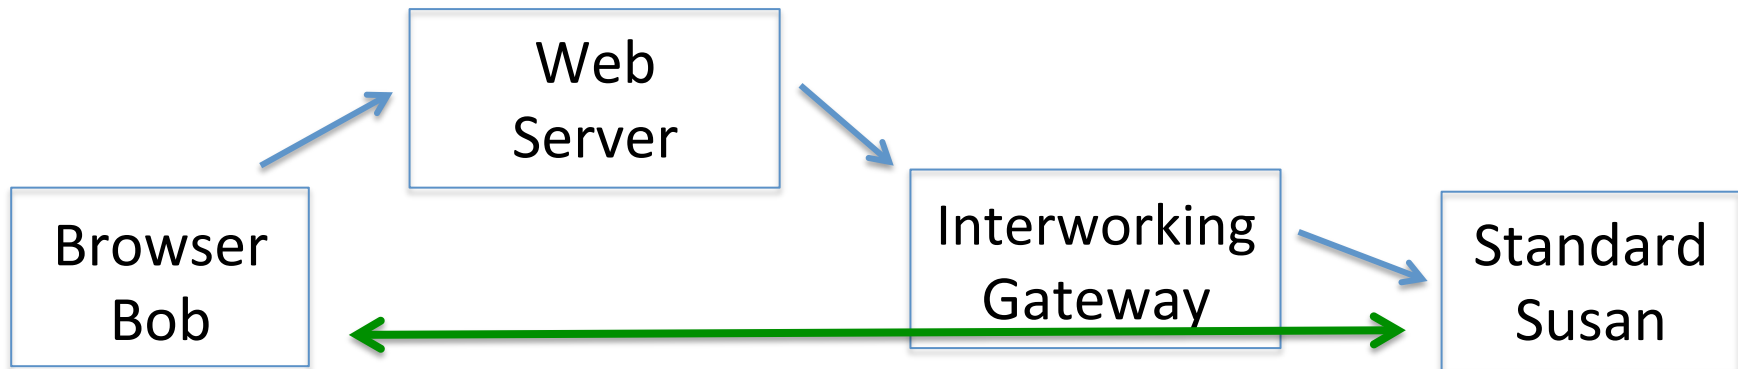 Web
Server
Browser
Bob
Interworking
Gateway
Standard
Susan